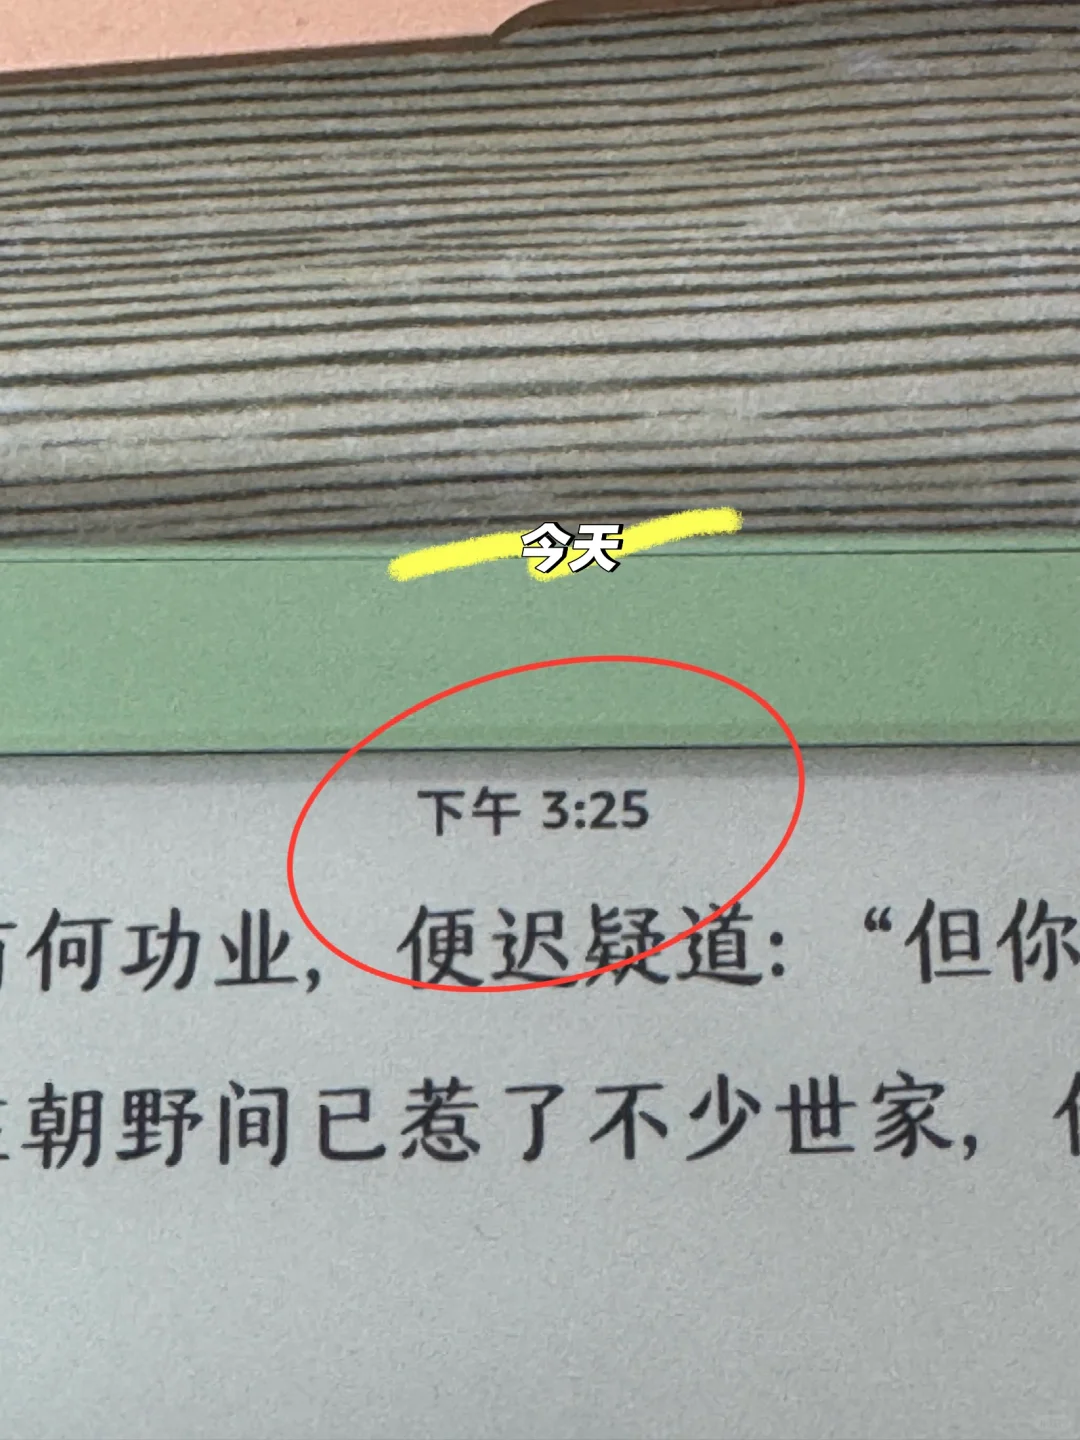 今天
下午 3:25
何功业，便迟疑道：“但你
朝野间已惹了不少世家，